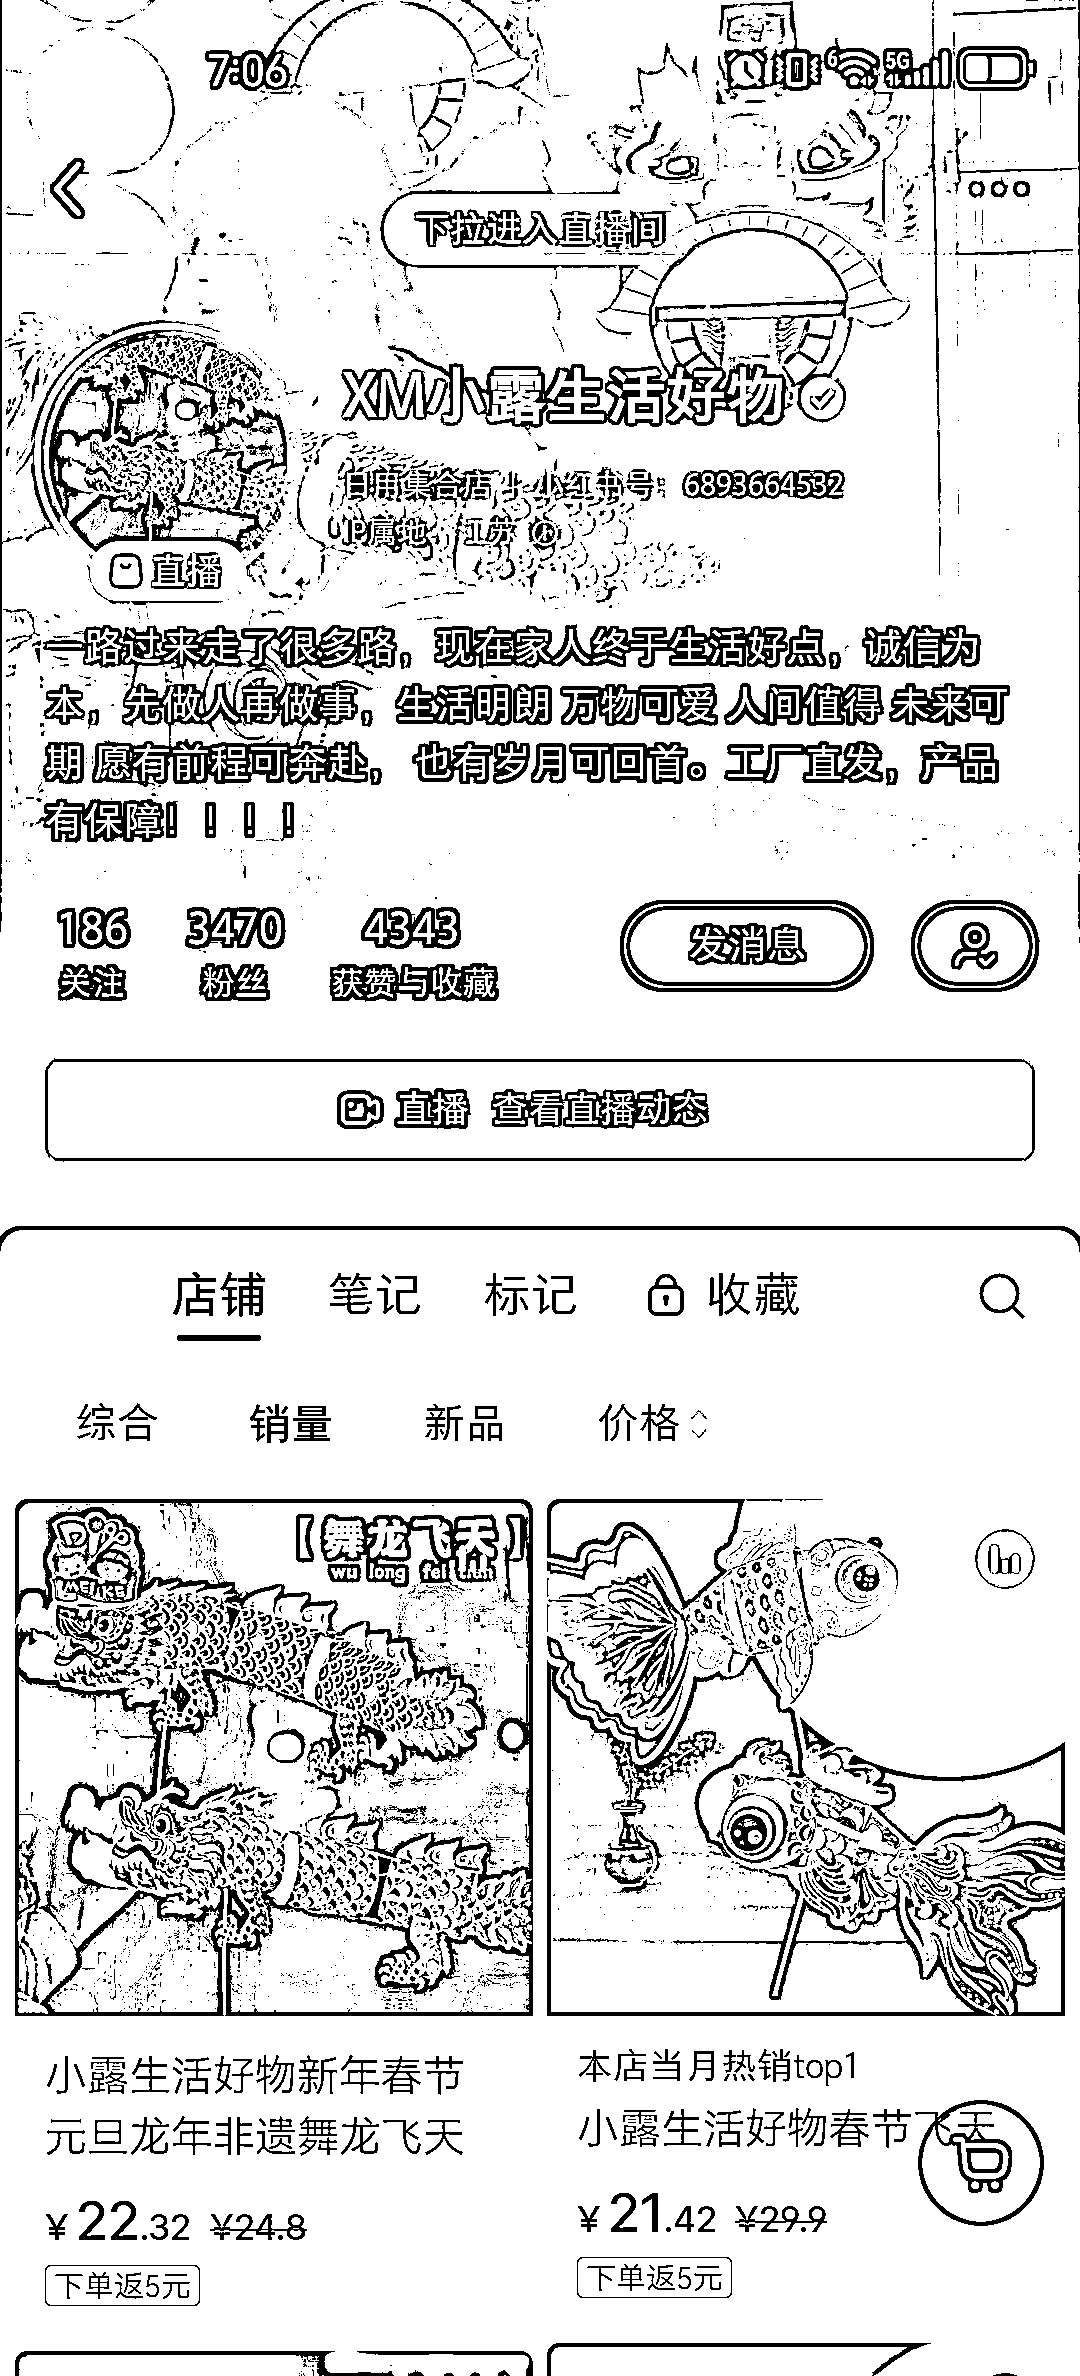 7:06
6 5G
下拉进入直播间
XM小露生活好物
日用集合店 | 小红书号: 6893664532
IP属地: 江苏
直播
一路过来走了很多路，现在家人终于生活好点，诚信为
本，先做人再做事，生活明朗 万物可爱 人间值得 未来可
期 愿有前程可奔赴， 也有岁月可回首。工厂直发，产品
有保障！！！！
186 3470 4343
关注 粉丝 获赞与收藏
发消息
直播 查看直播动态
店铺 笔记 标记 收藏
综合 销量 新品 价格
【舞龙飞天】
wu long fei tian
MEI KE
小露生活好物新年春节
元旦龙年非遗舞龙飞天
¥22.32 ¥24.8
下单返5元
本店当月热销top1
小露生活好物春节飞天
¥21.42 ¥29.9
下单返5元